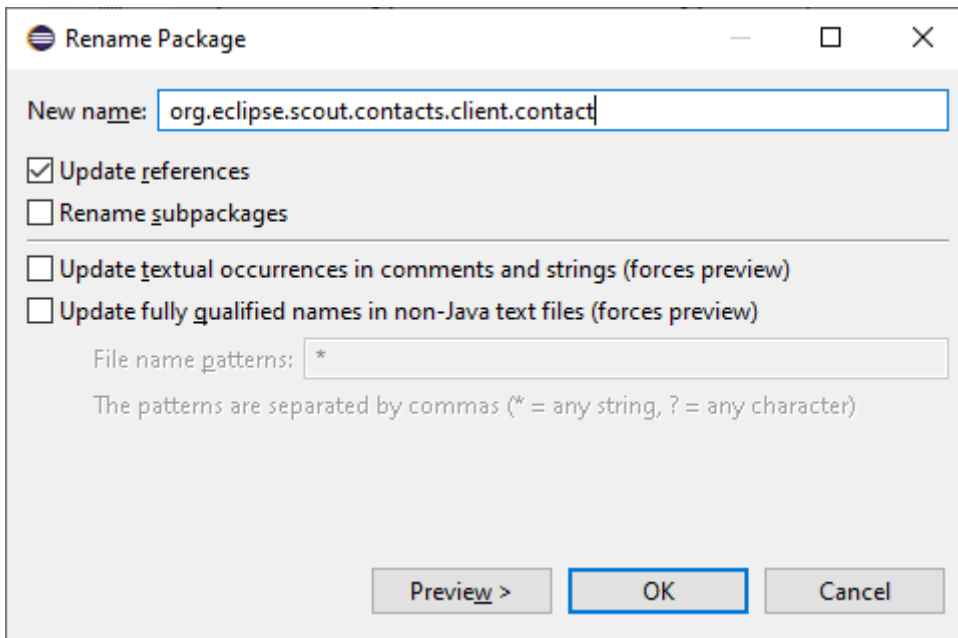 Rename Package
New name: org.eclipse.scout.contacts.client.contact
Update references
Rename subpackages
Update textual occurrences in comments and strings (forces preview)
Update fully qualified names in non-Java text files (forces preview)
File name patterns: *
The patterns are separated by commas (* = any string, ? = any character)
Preview > OK Cancel